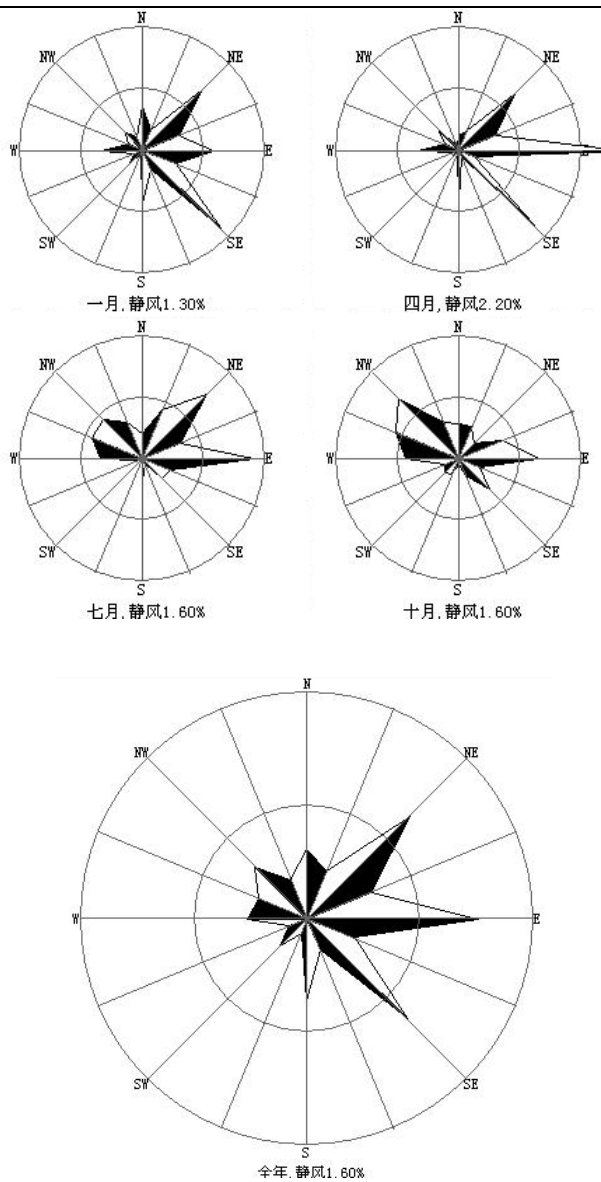 N N
NW NE NW NE
W E W
SW SE SW SE
S S
一月,静风1.30% 四月,静风2.20%
N N
NW NE NW NE
W E W E
SW SE SW SE
S S
七月,静风1.60% 十月,静风1.60%
N
NW NE
W E
SW SE
S
全年,静风1.60%